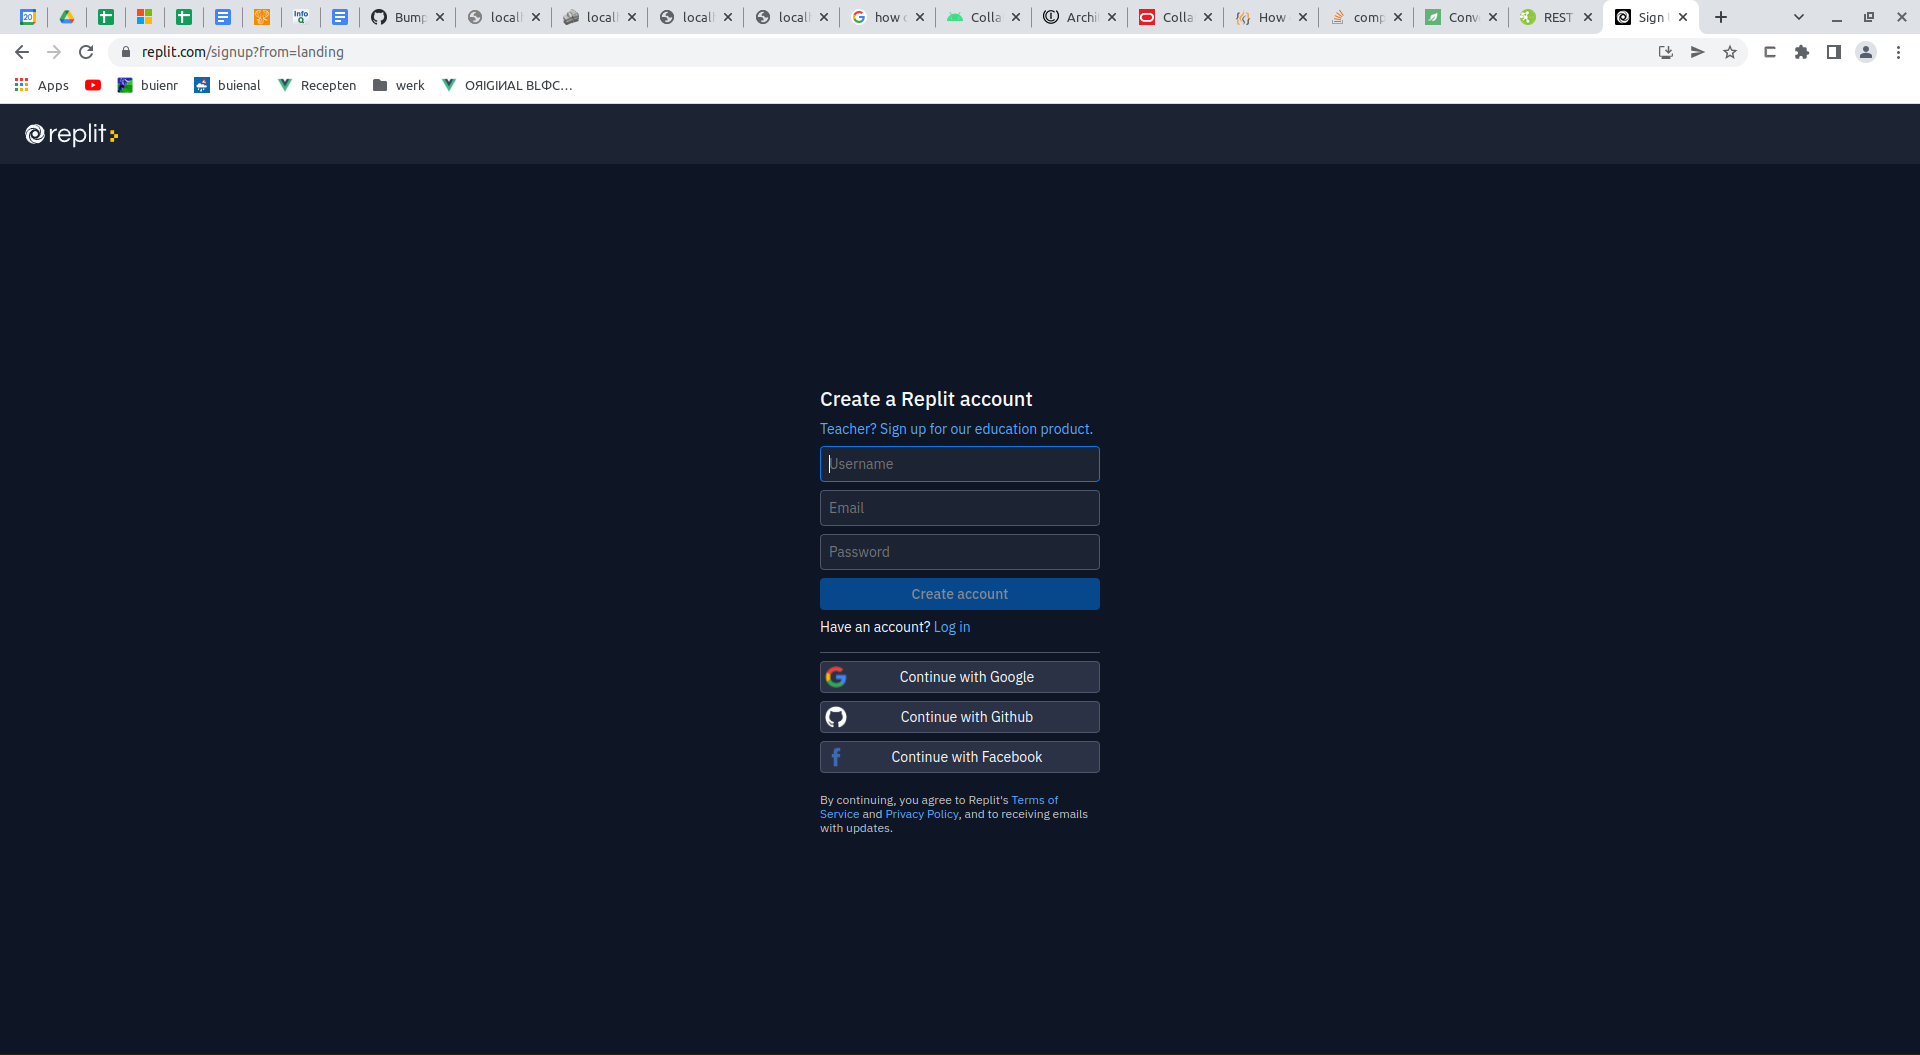 20
Info Q
Bump
locall
locall
locall
locall
how c
Colla
Archi
Colla
How
comp
Conv
REST
Sign
replit.com/signup?from=landing
Apps
buienr
buienal
Recepten
werk
OЯIGIИAL BLФC...
replit
Create a Replit account
Teacher? Sign up for our education product.
Username
Email
Password
Create account
Have an account? Log in
Continue with Google
Continue with Github
Continue with Facebook
By continuing, you agree to Replit's Terms of
Service and Privacy Policy, and to receiving emails
with updates.